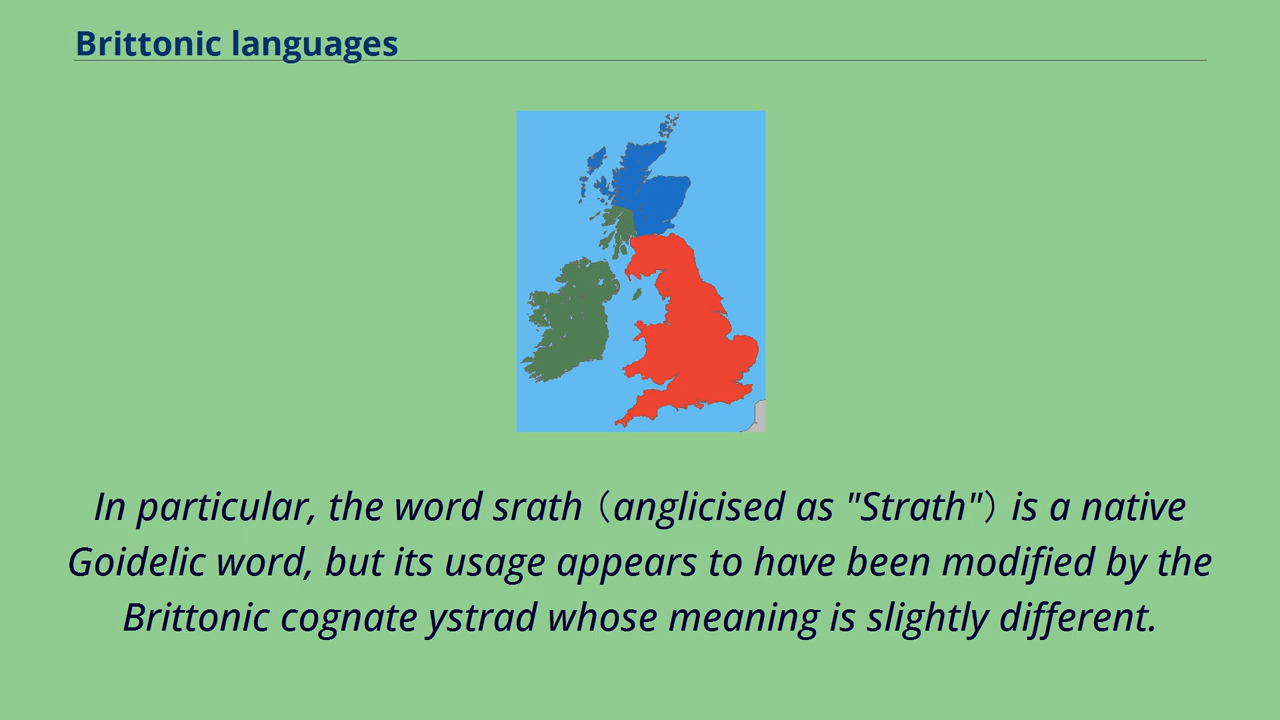 Brittonic languages
In particular, the word srath (anglicised as "Strath") is a native
Goidelic word, but its usage appears to have been modified by the
Brittonic cognate ystrad whose meaning is slightly different.